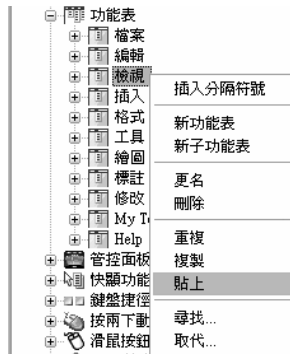 功能表
檔案
編輯
檢視
插入
格式
工具
繪圖
標註
修改
My T
Help
管控面板
快顯功能
鍵盤捷徑
按兩下動
滑鼠按鈕
插入分隔符號
新功能表
新子功能表
更名
刪除
重複
複製
貼上
尋找...
取代...